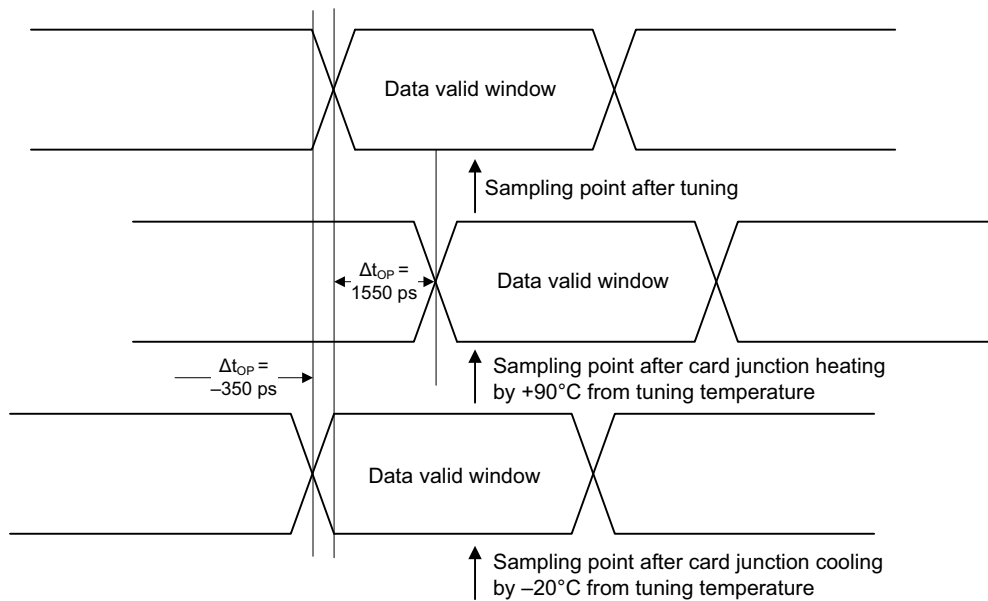 Data valid window
Sampling point after tuning
ΔtOP =
1550 ps
Data valid window
ΔtOP =
–350 ps
Sampling point after card junction heating
by +90°C from tuning temperature
Data valid window
Sampling point after card junction cooling
by –20°C from tuning temperature